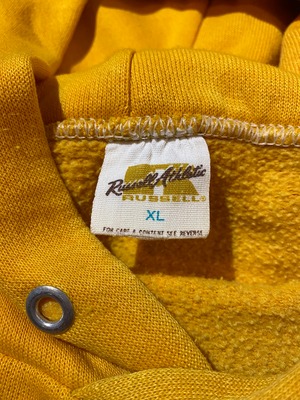 Russell Athletic
RUSSELL®
XL
FOR CARE & CONTENT SEE REVERSE